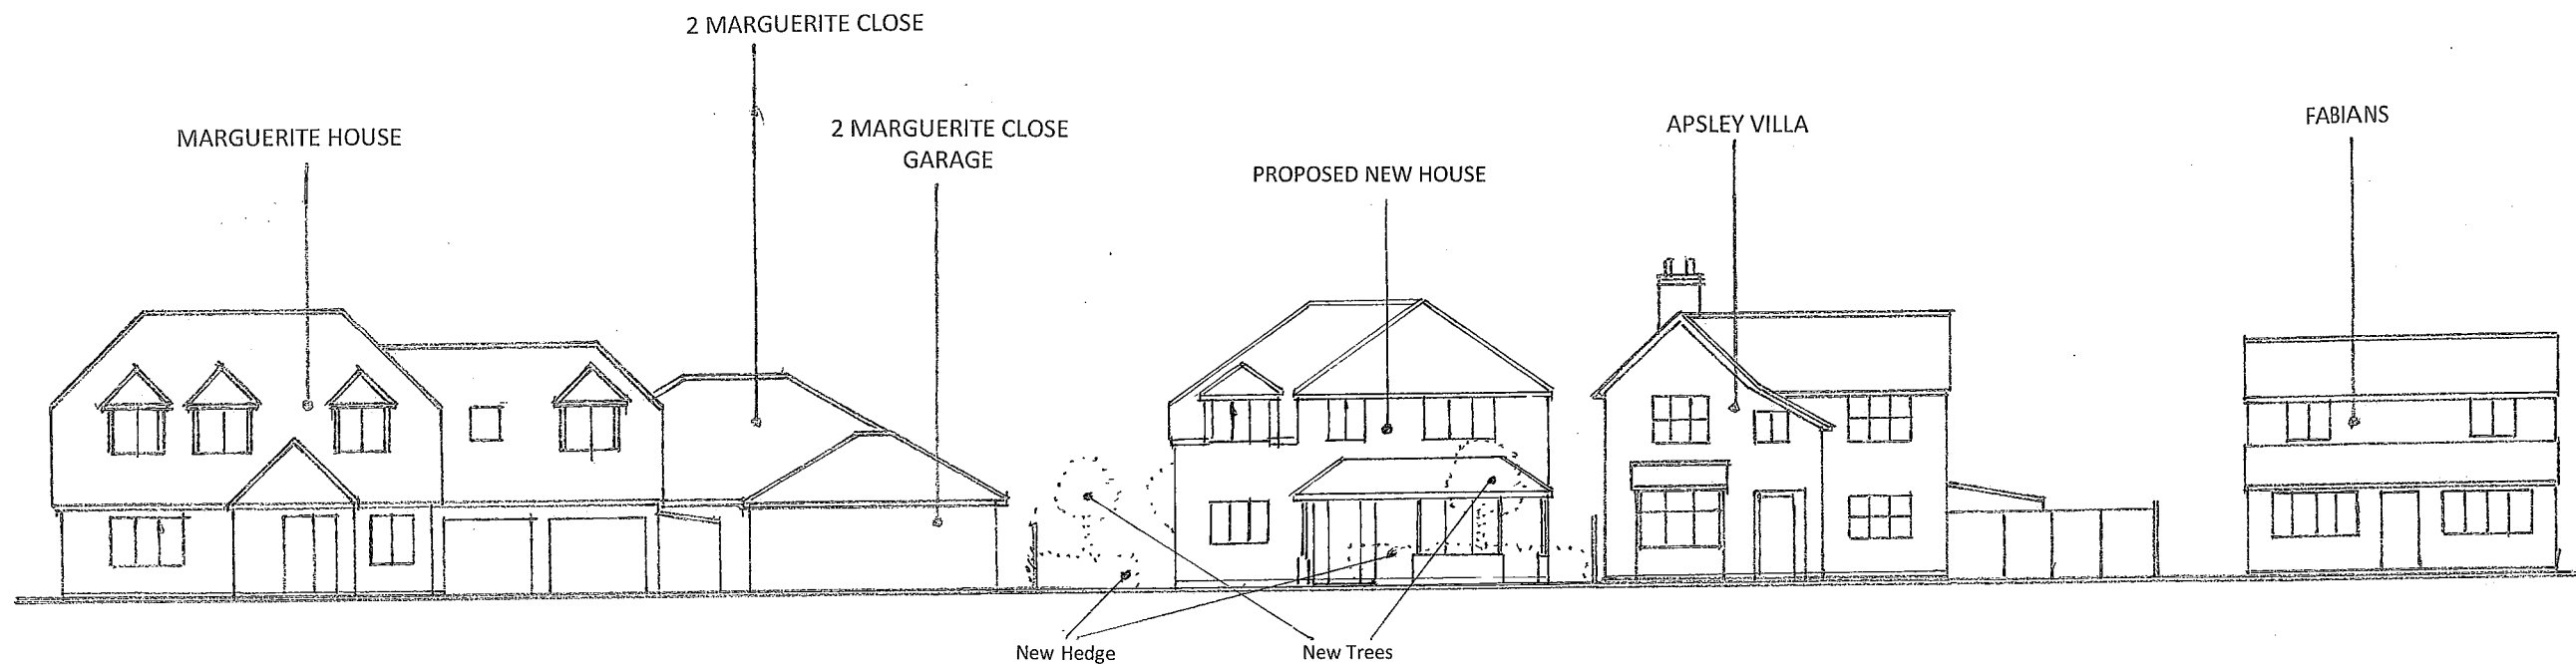 2 MARGUERITE CLOSE
MARGUERITE HOUSE
2 MARGUERITE CLOSE
GARAGE
PROPOSED NEW HOUSE
APSLEY VILLA
FABIANS
New Hedge
New Trees